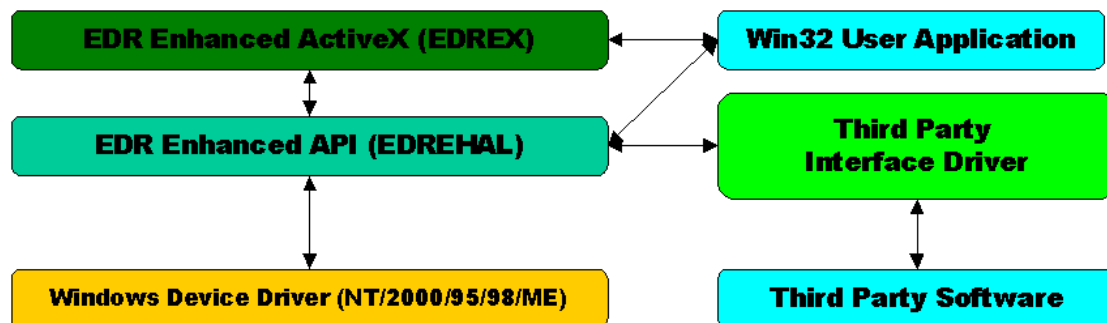 EDR Enhanced ActiveX (EDREX)
Win32 User Application
EDR Enhanced API (EDREHAL)
Third Party
Interface Driver
Windows Device Driver (NT/2000/95/98/ME)
Third Party Software